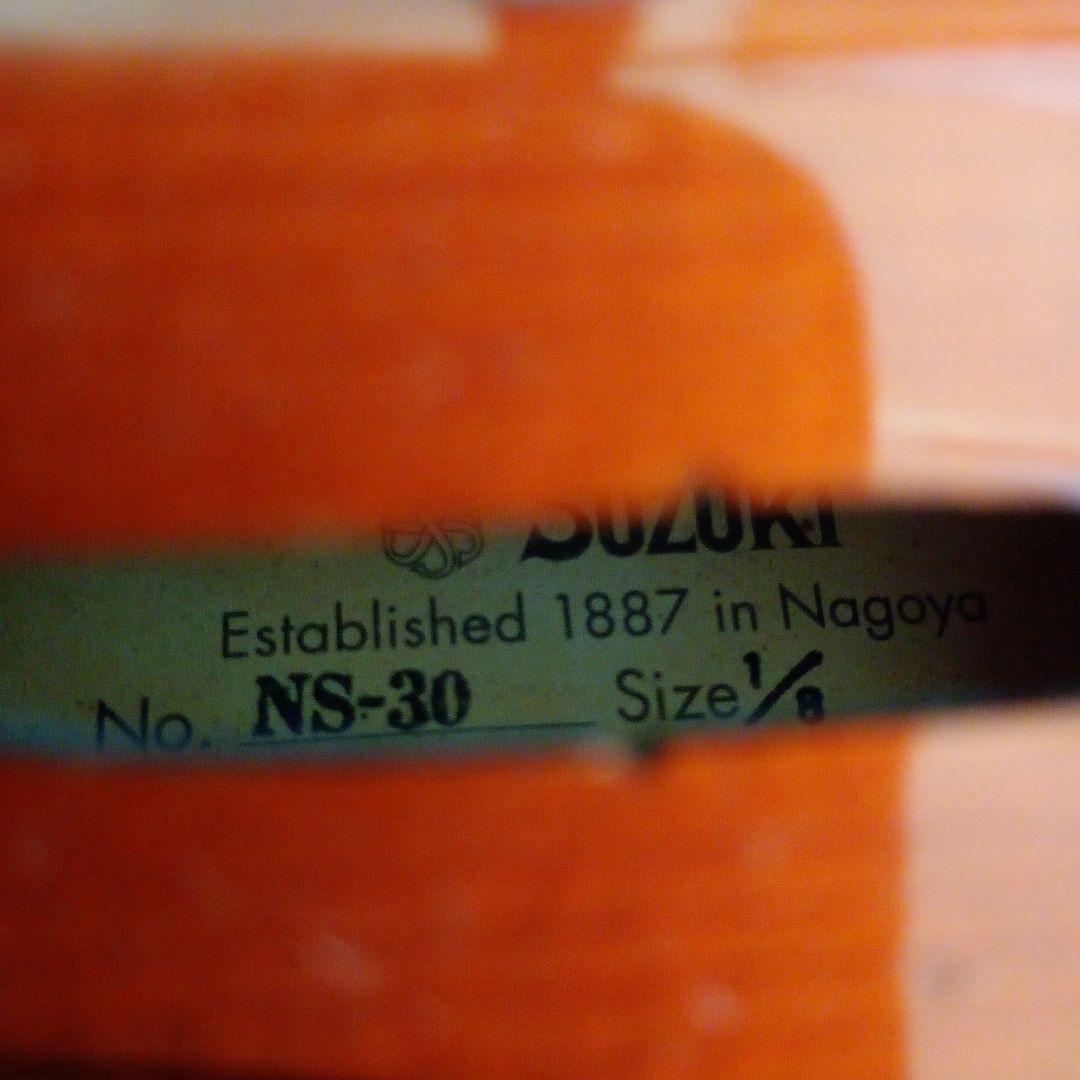 SUZUKI
Established 1887 in Nagoya
No. NS-30 Size 1/8